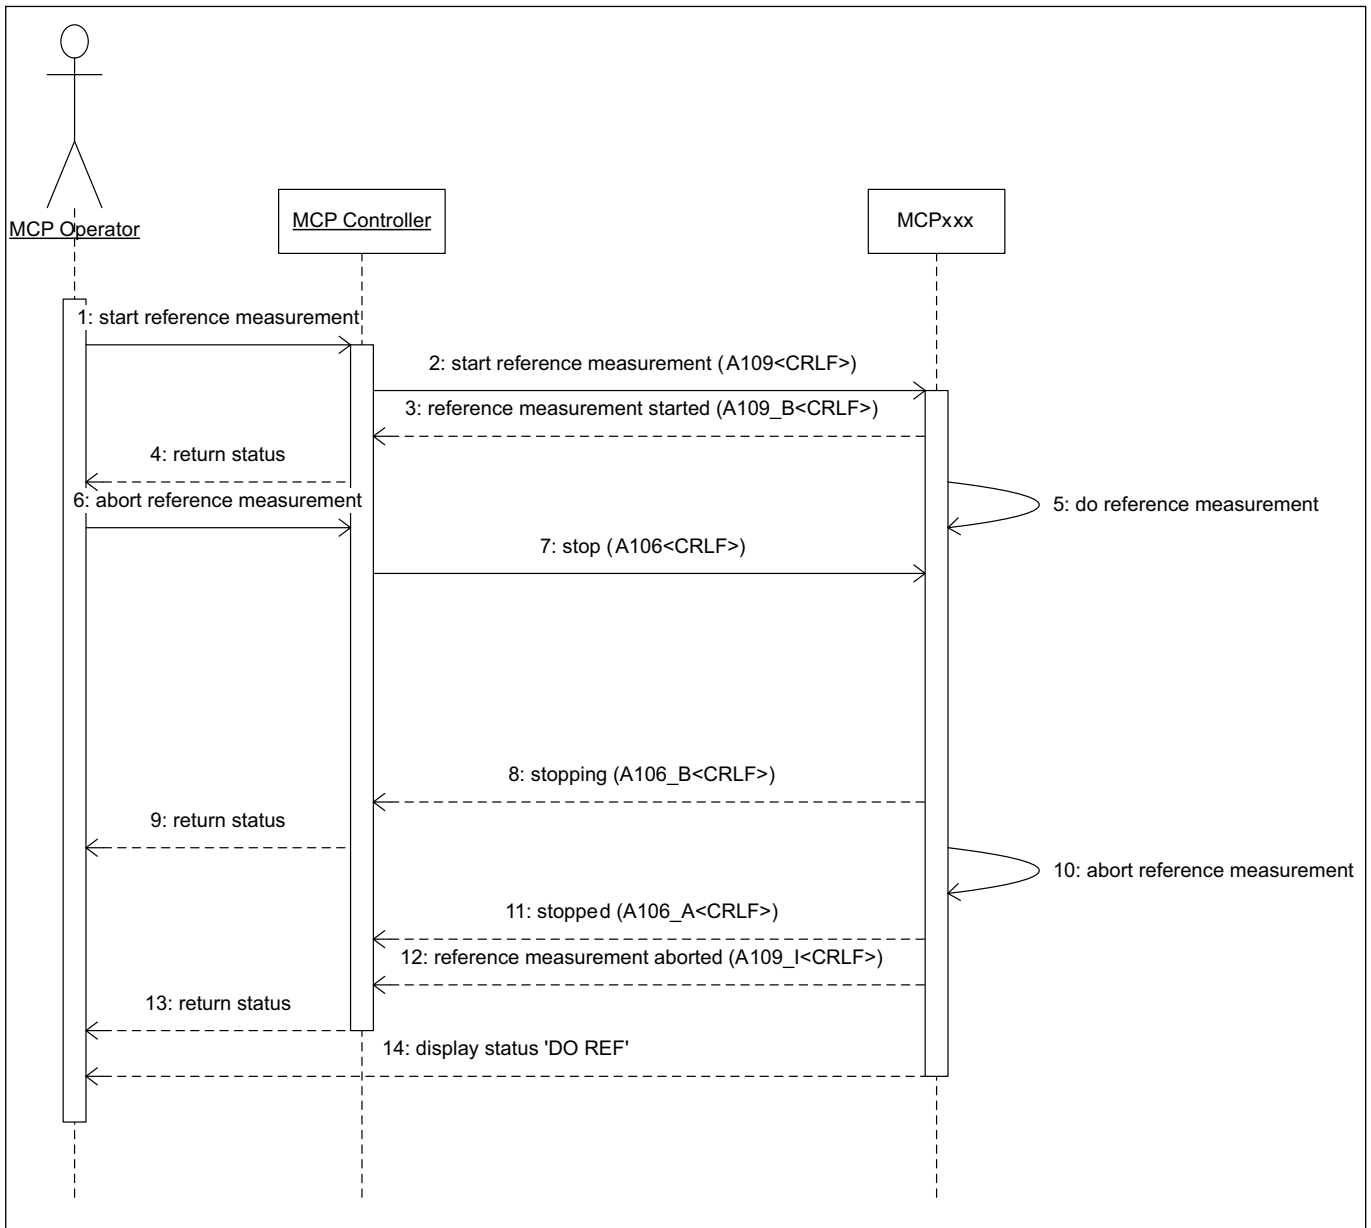 MCP Operator
MCP Controller
MCPxxx
1: start reference measurement
2: start reference measurement (A109<CRLF>)
3: reference measurement started (A109_B<CRLF>)
4: return status
5: do reference measurement
6: abort reference measurement
7: stop (A106<CRLF>)
8: stopping (A106_B<CRLF>)
9: return status
10: abort reference measurement
11: stopped (A106_A<CRLF>)
12: reference measurement aborted (A109_I<CRLF>)
13: return status
14: display status 'DO REF'